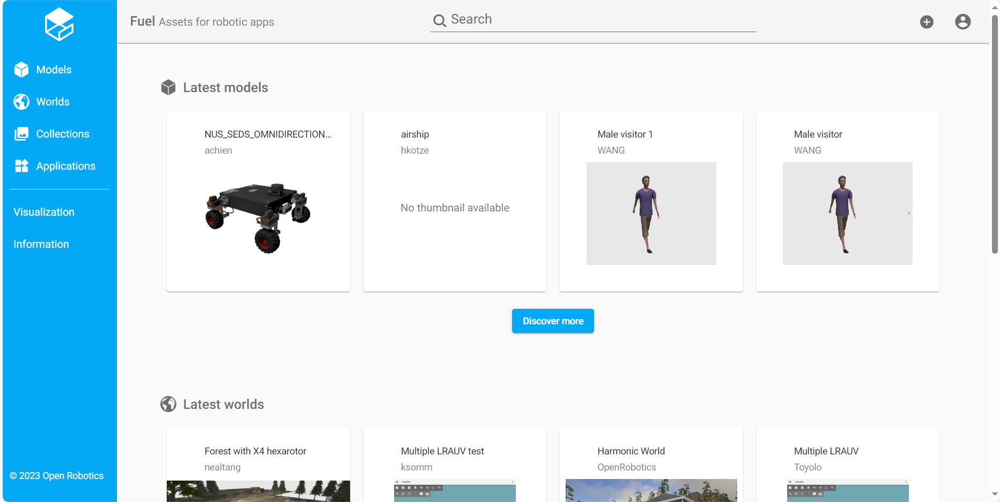 Fuel Assets for robotic apps
Search
Models
Worlds
Collections
Applications
Visualization
Information
© 2023 Open Robotics
Latest models
NUS_SEDS_OMNIDIRECTION...
achien
airship
hkotze
No thumbnail available
Male visitor 1
WANG
Male visitor
WANG
Discover more
Latest worlds
Forest with X4 hexarotor
nealtang
Multiple LRAUV test
ksomm
Harmonic World
OpenRobotics
Multiple LRAUV
Toyolo